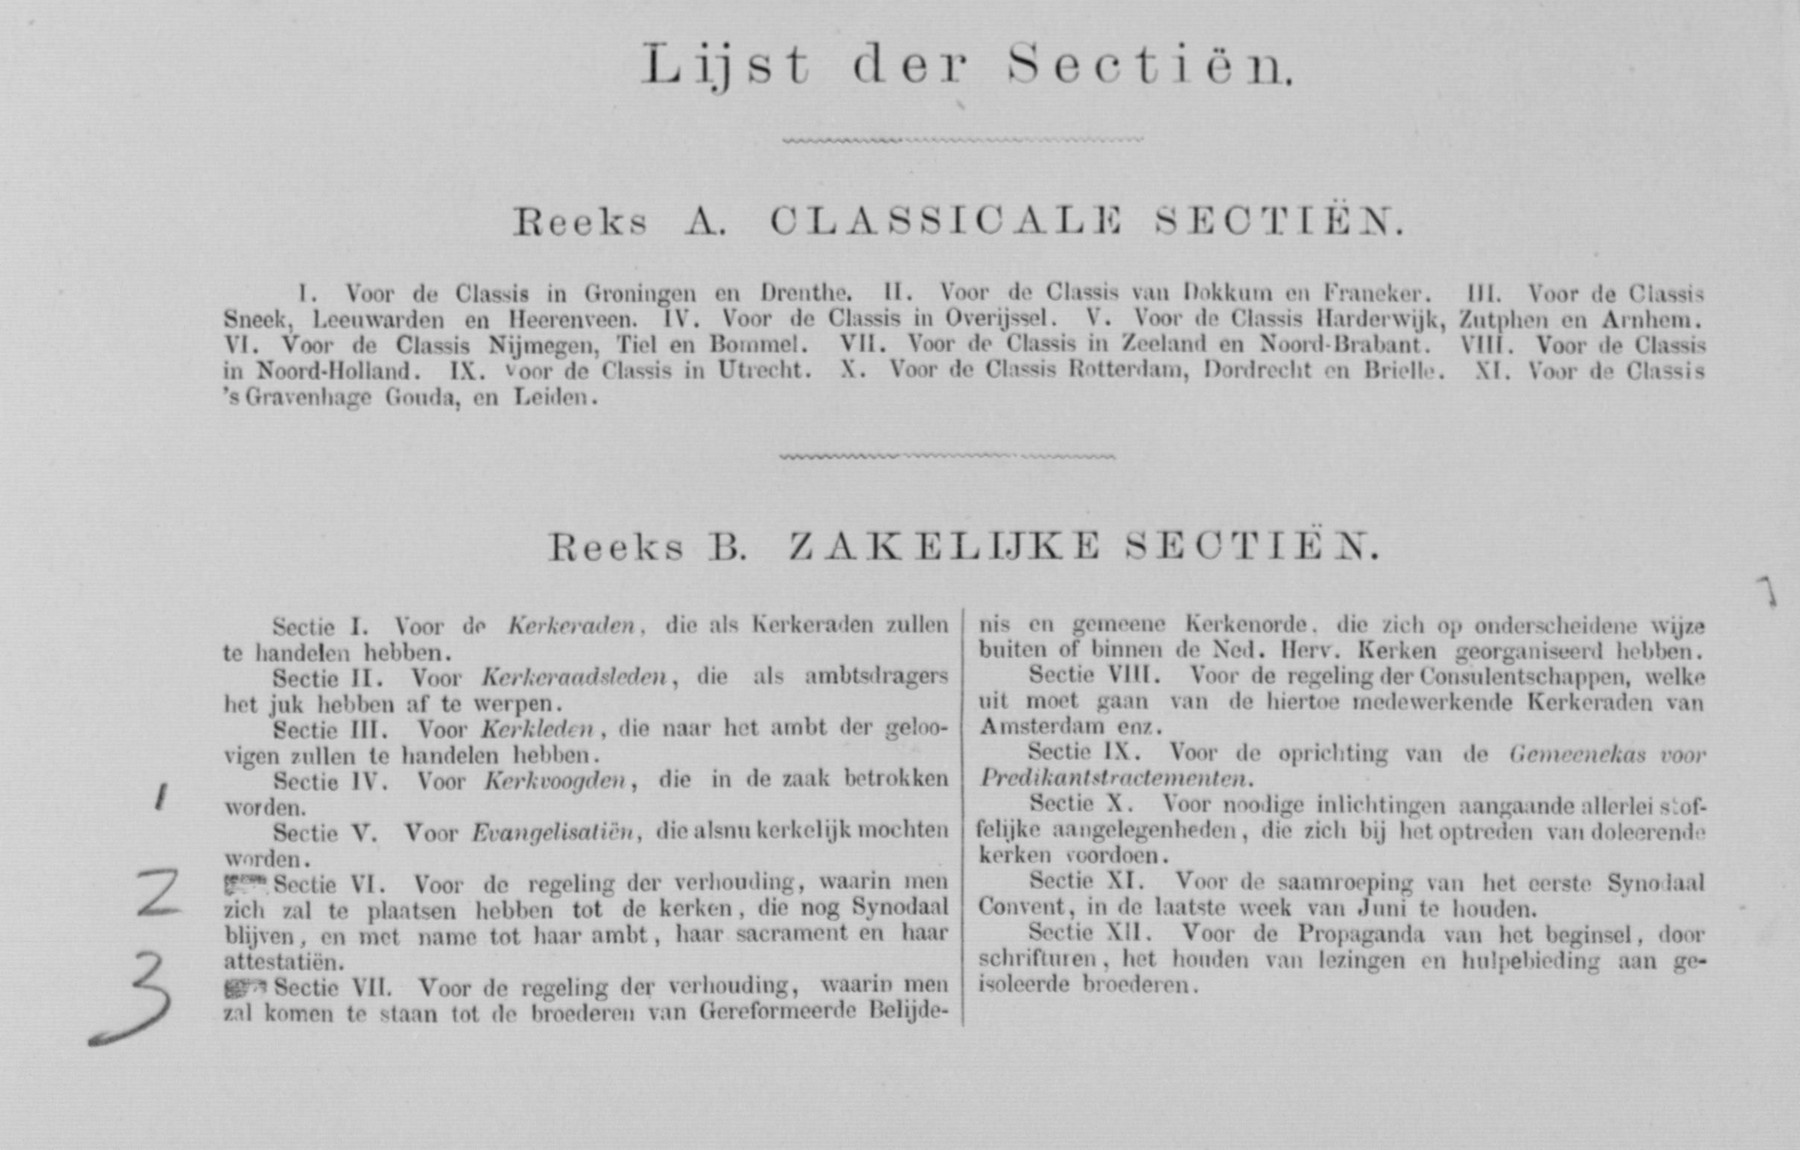 Lijst der Sectiën.
Reeks A. CLASSICALE SECTIËN.
I. Voor de Classis in Groningen en Drenthe. II. Voor de Classis van Dokkum en Franeker. III. Voor de Classis
Sneek, Leeuwarden en Heerenveen. IV. Voor de Classis in Overijssel. V. Voor de Classis Harderwijk, Zutphen en Arnhem.
VI. Voor de Classis Nijmegen, Tiel en Bommel. VII. Voor de Classis in Zeeland en Noord-Brabant. VIII. Voor de Classis
in Noord-Holland. IX. voor de Classis in Utrecht. X. Voor de Classis Rotterdam, Dordrecht en Brielle. XI. Voor de Classis
's Gravenhage Gouda, en Leiden.
Reeks B. ZAKELIJKE SECTIËN.
Sectie I. Voor de Kerkeraden, die als Kerkeraden zullen
te handelen hebben.
Sectie II. Voor Kerkeraadsleden, die als ambtsdragers
het juk hebben af te werpen.
Sectie III. Voor Kerkleden, die naar het ambt der geloo-
vigen zullen te handelen hebben.
Sectie IV. Voor Kerkvoogden, die in de zaak betrokken
1
worden.
Sectie V. Voor Evangelisatiën, die alsnu kerkelijk mochten
worden.
2
Sectie VI. Voor de regeling der verhouding, waarin men
zich zal te plaatsen hebben tot de kerken, die nog Synodaal
blijven, en met name tot haar ambt, haar sacrament en haar
attestatiën.
3
Sectie VII. Voor de regeling der verhouding, waarin men
zal komen te staan tot de broederen van Gereformeerde Belijde-
nis en gemeene Kerkenorde. die zich op onderscheidene wijze
buiten of binnen de Ned. Herv. Kerken georganiseerd hebben.
Sectie VIII. Voor de regeling der Consulentschappen, welke
uit moet gaan van de hiertoe medewerkende Kerkeraden van
Amsterdam enz.
Sectie IX. Voor de oprichting van de Gemeenekas voor
Predikantstractementen.
Sectie X. Voor noodige inlichtingen aangaande allerlei stof-
felijke aangelegenheden, die zich bij het optreden van doleerende
kerken voordoen.
Sectie XI. Voor de saamroeping van het eerste Synodaal
Convent, in de laatste week van Juni te houden.
Sectie XII. Voor de Propaganda van het beginsel, door
schrifturen, het houden van lezingen en hulpebieding aan ge-
isoleerde broederen.